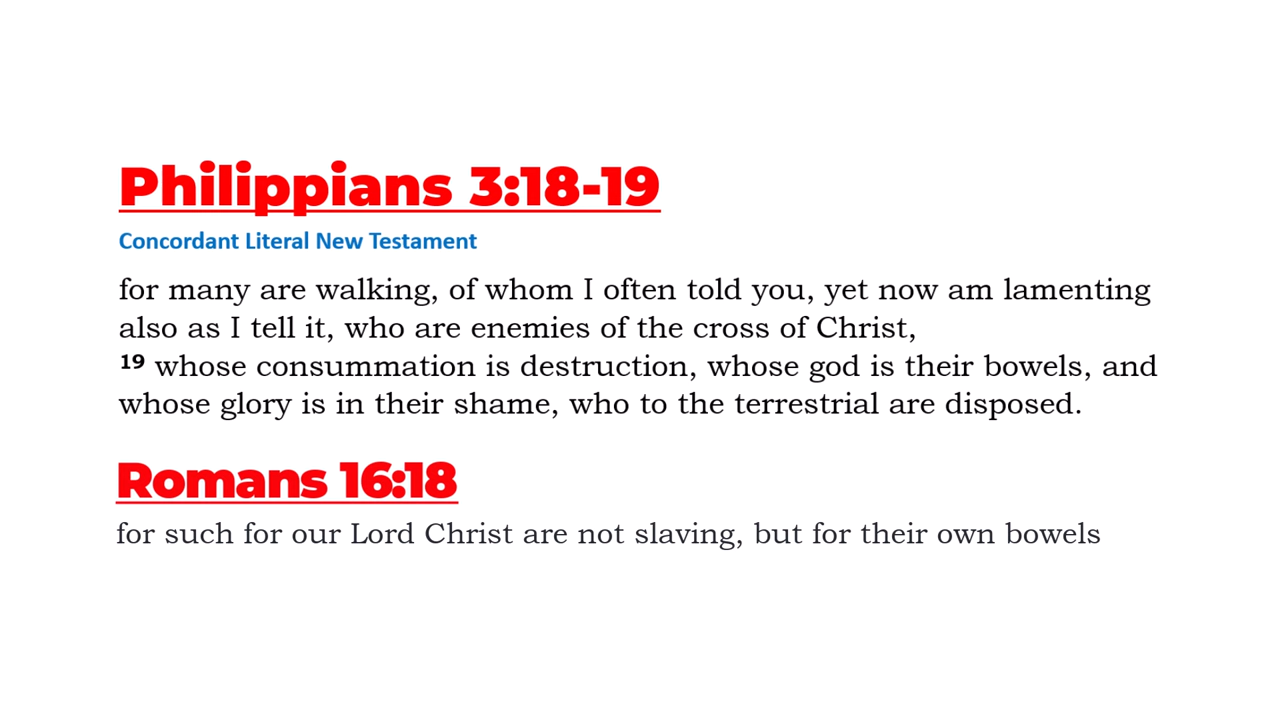 Philippians 3:18-19
Concordant Literal New Testament
for many are walking, of whom I often told you, yet now am lamenting
also as I tell it, who are enemies of the cross of Christ,
19 whose consummation is destruction, whose god is their bowels, and
whose glory is in their shame, who to the terrestrial are disposed.
Romans 16:18
for such for our Lord Christ are not slaving, but for their own bowels